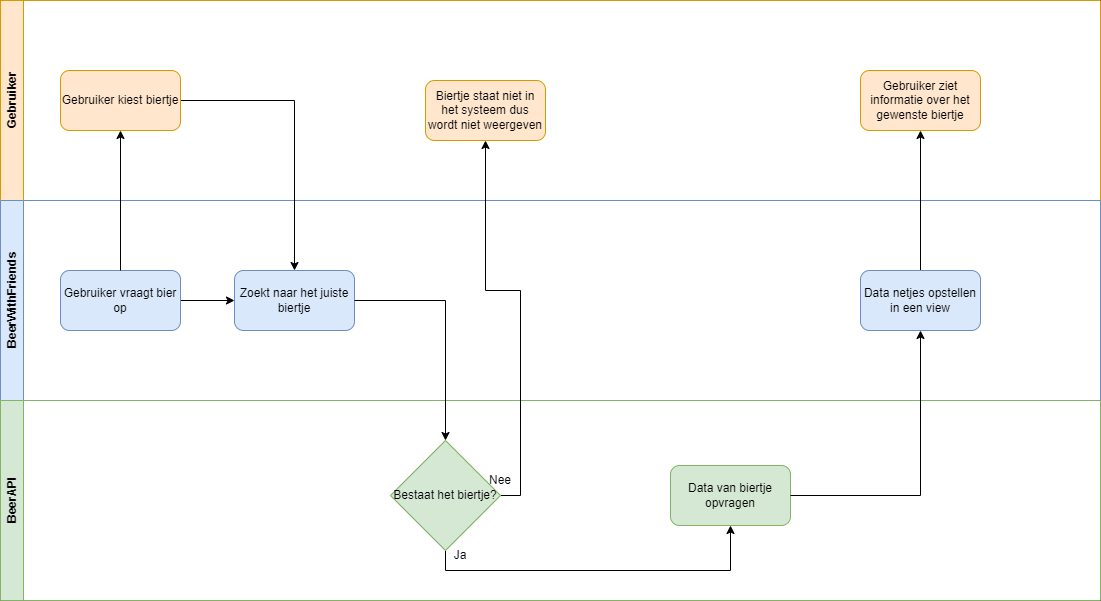 Gebruiker
Gebruiker kiest biertje
Biertje staat niet in
het systeem dus
wordt niet weergeven
Gebruiker ziet
informatie over het
gewenste biertje
BeerWithFriends
Gebruiker vraagt bier
op
Zoekt naar het juiste
biertje
Data netjes opstellen
in een view
BeerAPI
Bestaat het biertje?
Nee
Ja
Data van biertje
opvragen